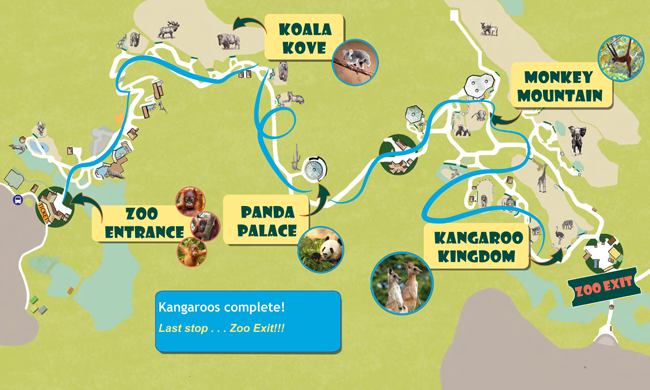 KOALA
KOVE
MONKEY
MOUNTAIN
ZOO
ENTRANCE
PANDA
PALACE
KANGAROO
KINGDOM
ZOO EXIT
Kangaroos complete!
Last stop . . . Zoo Exit!!!